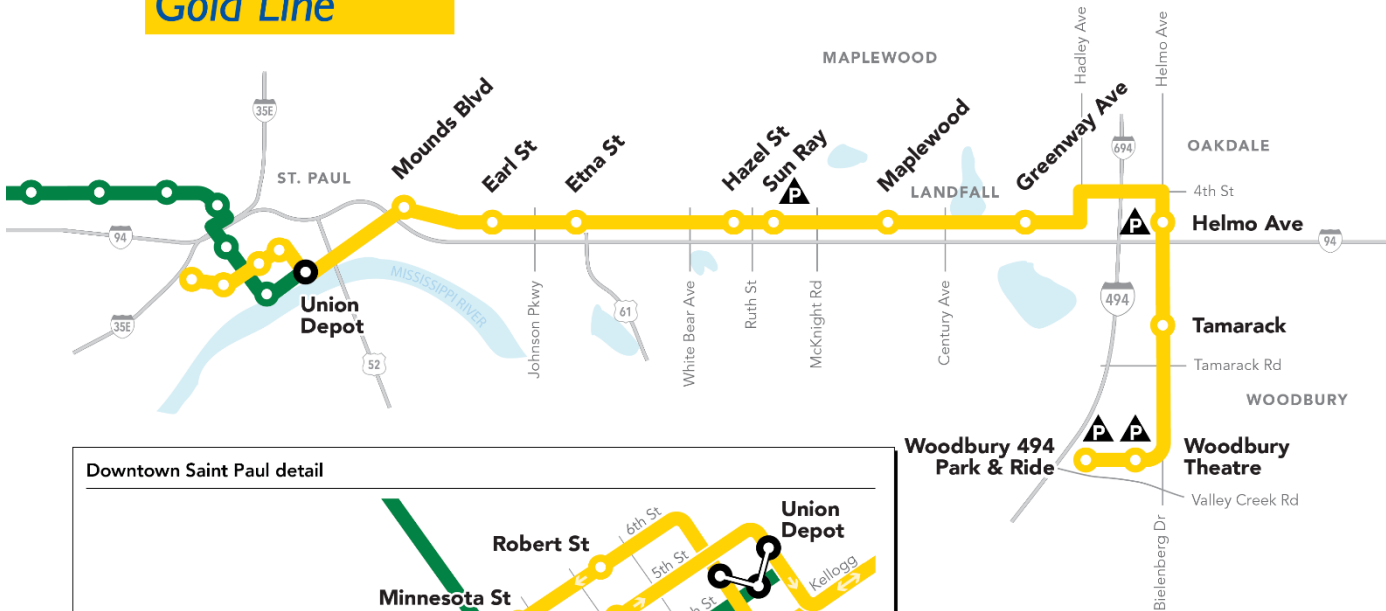 Gold Line
Hadley Ave
Helmo Ave
MAPLEWOOD
35E
Mounds Blvd
Earl St
Etna St
Hazel St
Sun Ray
P
Maplewood
Greenway Ave
694
OAKDALE
ST. PAUL
LANDFALL
4th St
P
Helmo Ave
94
94
MISSISSIPPI RIVER
Union
Depot
35E
52
61
Johnson Pkwy
White Bear Ave
Ruth St
McKnight Rd
Century Ave
494
Tamarack
Tamarack Rd
WOODBURY
P
P
Woodbury 494
Park & Ride
Woodbury
Theatre
Valley Creek Rd
Bielenberg Dr
Downtown Saint Paul detail
Union
Depot
6th St
Robert St
5th St
Kellogg
Minnesota St
h St